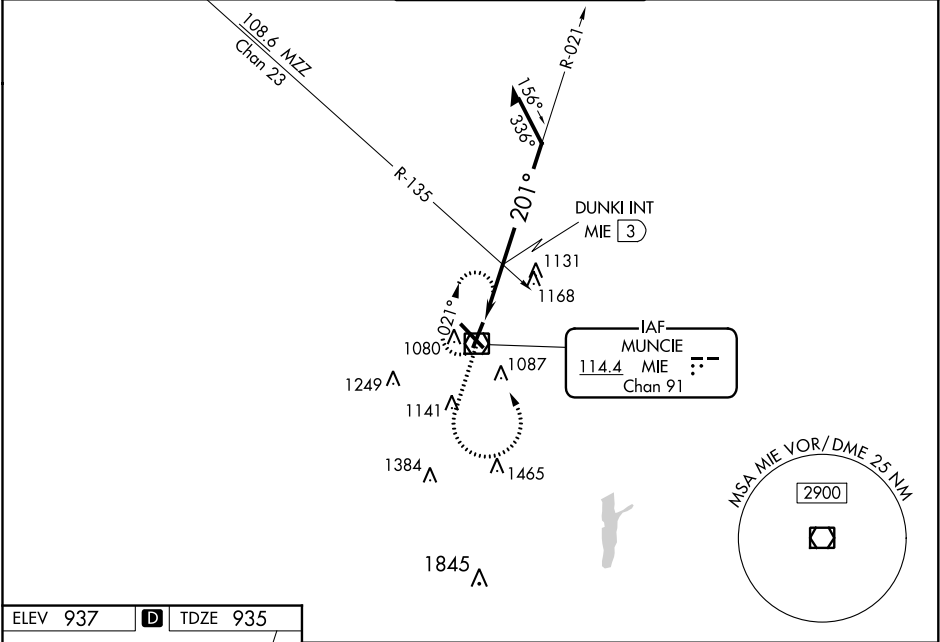 108.6 MZZ
Chan 23
R-021
156°
336°
R-135
201°
DUNKI INT
MIE 3
1131
1168
021°
1080
IAF
MUNCIE
114.4 MIE
Chan 91
1087
1249
1141
1384
1465
MSA MIE VOR/DME 25 NM
2900
1845
ELEV 937 D TDZE 935